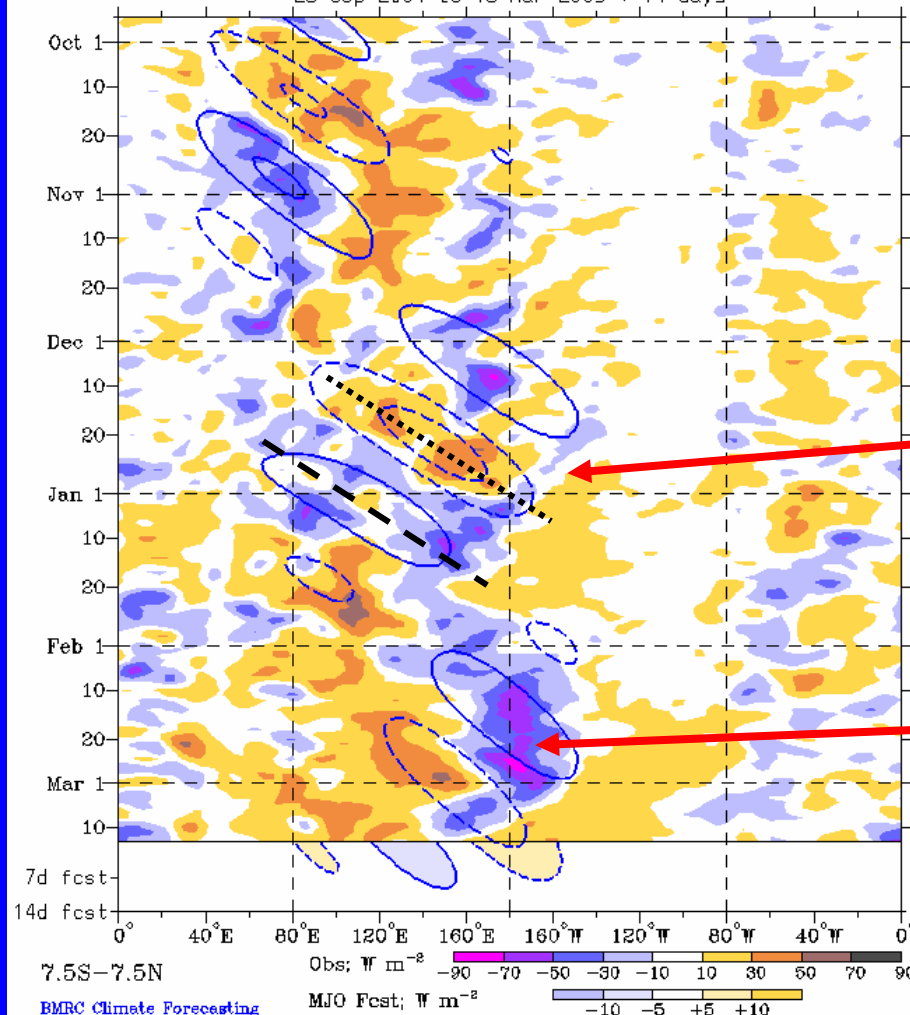 Oct 1
10
20
Nov 1
10
20
Dec 1
10
20
Jan 1
10
20
Feb 1
10
20
Mar 1
10
7d fcst
14d fcst
0° 40°E 80°E 120°E 160°E 160°W 120°W 80°W 40°W 0
7.5S-7.5N
Obs; W m⁻² -90 -70 -50 -30 -10 10 30 50 70 90
MJO Fcst; W m⁻² -10 -5 +5 +10
BMRC Climate Forecasting